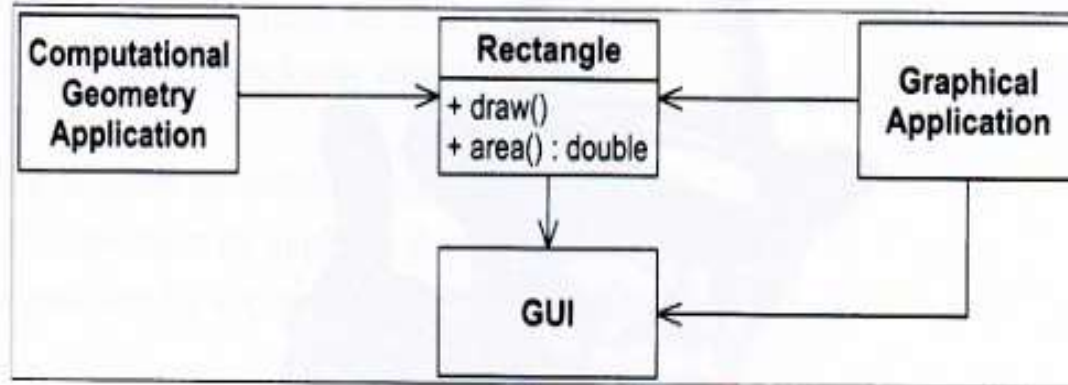 Computational
Geometry
Application
Rectangle
+ draw()
+ area() : double
Graphical
Application
GUI